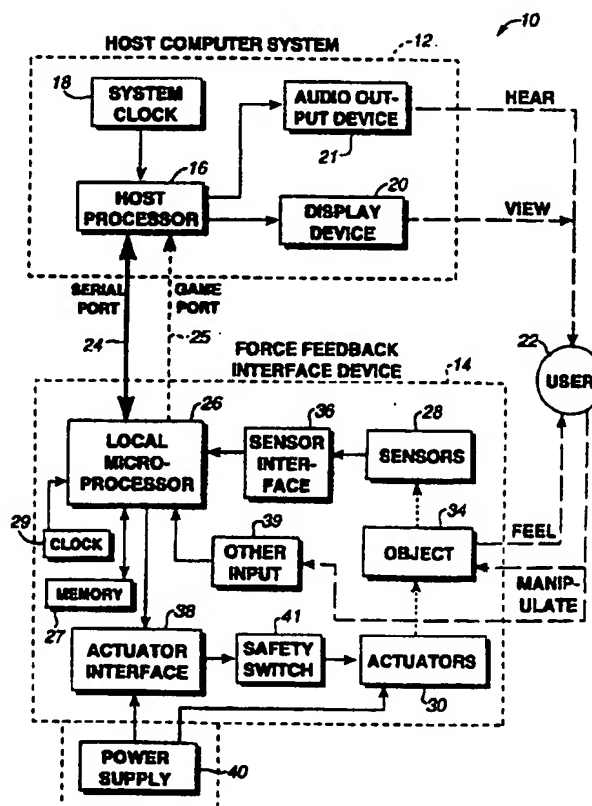 10
HOST COMPUTER SYSTEM
12
18
SYSTEM
CLOCK
AUDIO OUT-
PUT DEVICE
21
HEAR
16
HOST
PROCESSOR
20
DISPLAY
DEVICE
VIEW
SERIAL
PORT
GAME
PORT
24
25
FORCE FEEDBACK
INTERFACE DEVICE
14
22
USER
26
LOCAL
MICRO-
PROCESSOR
36
SENSOR
INTER-
FACE
28
SENSORS
34
OBJECT
FEEL
29
CLOCK
39
OTHER
INPUT
MANIP-
ULATE
MEMORY
27
38
ACTUATOR
INTERFACE
41
SAFETY
SWITCH
ACTUATORS
30
POWER
SUPPLY
40